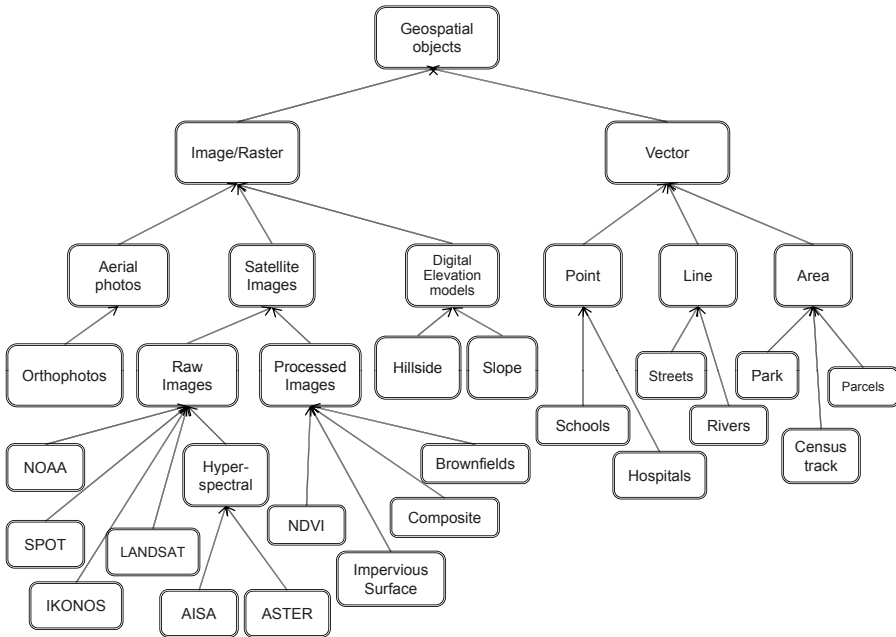 Geospatial
objects
Image/Raster
Vector
Aerial
photos
Satellite
Images
Digital
Elevation
models
Point
Line
Area
Orthophotos
Raw
Images
Processed
Images
Hillside
Slope
Streets
Park
Parcels
Schools
Rivers
Census
track
NOAA
Hyper-
spectral
Brownfields
Hospitals
SPOT
LANDSAT
NDVI
Composite
IKONOS
AISA
ASTER
Impervious
Surface